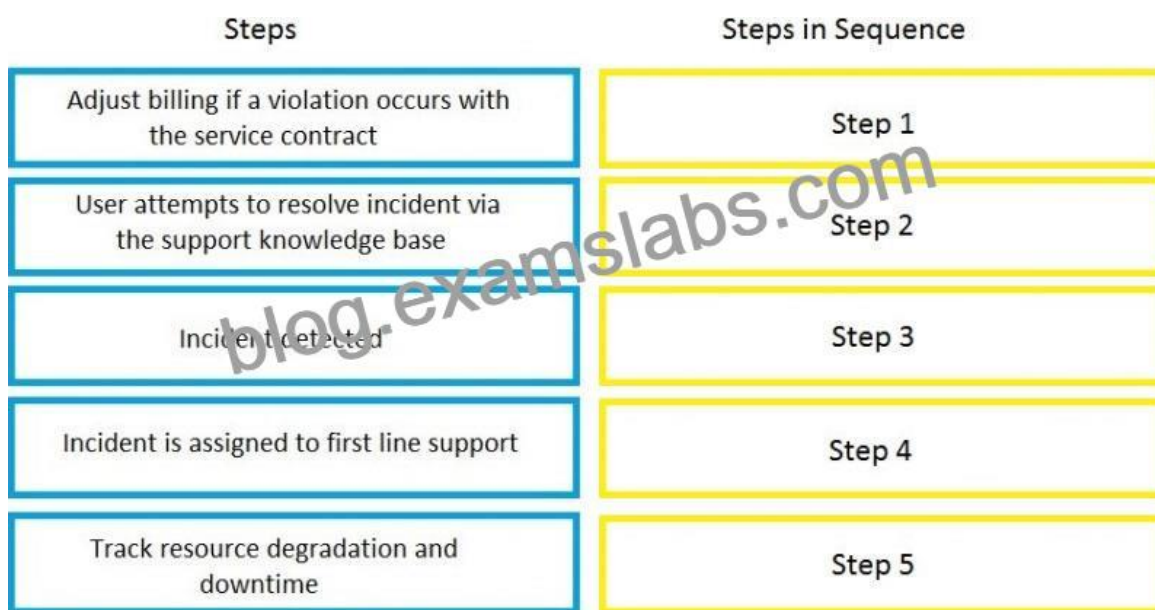 Steps
Steps in Sequence
Adjust billing if a violation occurs with
the service contract
Step 1
User attempts to resolve incident via
the support knowledge base
Step 2
Incident detected
Step 3
Incident is assigned to first line support
Step 4
Track resource degradation and
downtime
Step 5
blog.examslabs.com